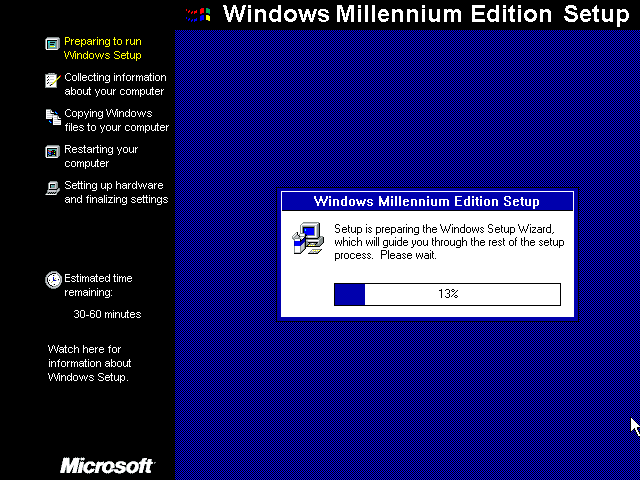 Windows Millennium Edition Setup
Preparing to run
Windows Setup
Collecting information
about your computer
Copying Windows
files to your computer
Restarting your
computer
Setting up hardware
and finalizing settings
Estimated time
remaining:
30-60 minutes
Watch here for
information about
Windows Setup.
Microsoft
Windows Millennium Edition Setup
Setup is preparing the Windows Setup Wizard,
which will guide you through the rest of the setup
process. Please wait.
13%